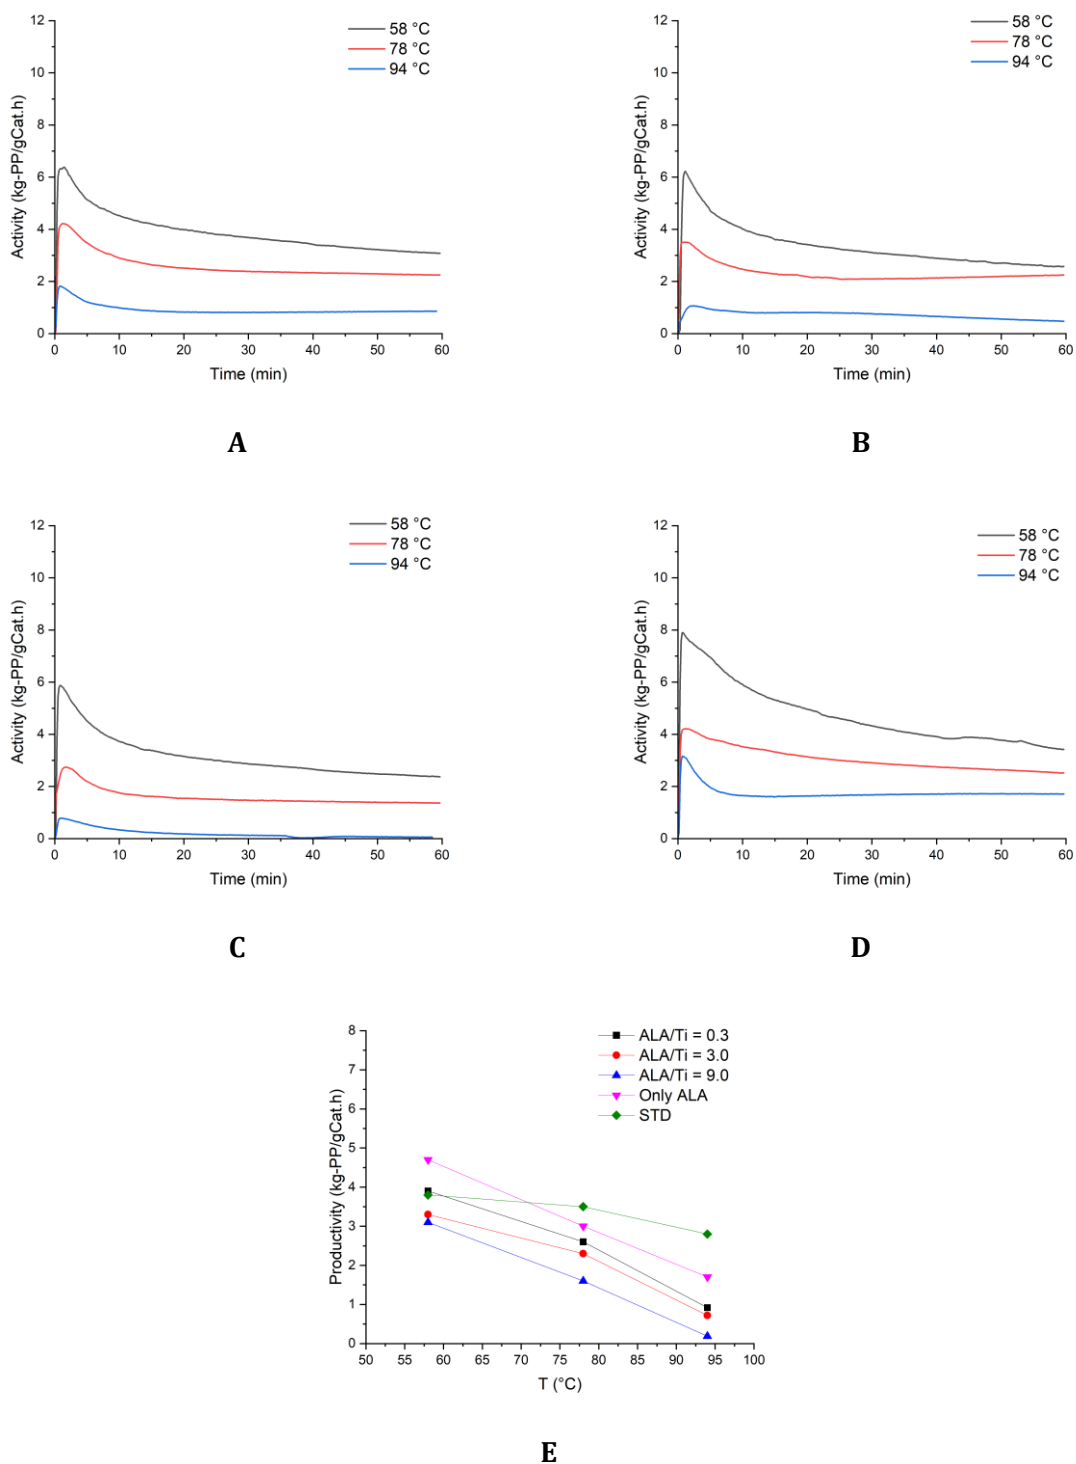 12
10
8
6
4
2
0
Activity (kg-PP/gCat.h)
58 °C
78 °C
94 °C
0 10 20 30 40 50 60
Time (min)
A
12
10
8
6
4
2
0
Activity (kg-PP/gCat.h)
58 °C
78 °C
94 °C
0 10 20 30 40 50 60
Time (min)
B
12
10
8
6
4
2
0
Activity (kg-PP/gCat.h)
58 °C
78 °C
94 °C
0 10 20 30 40 50 60
Time (min)
C
12
10
8
6
4
2
0
Activity (kg-PP/gCat.h)
58 °C
78 °C
94 °C
0 10 20 30 40 50 60
Time (min)
D
8
7
6
5
4
3
2
1
0
Productivity (kg-PP/gCat.h)
ALA/Ti = 0.3
ALA/Ti = 3.0
ALA/Ti = 9.0
Only ALA
STD
50 55 60 65 70 75 80 85 90 95 100
T (°C)
E